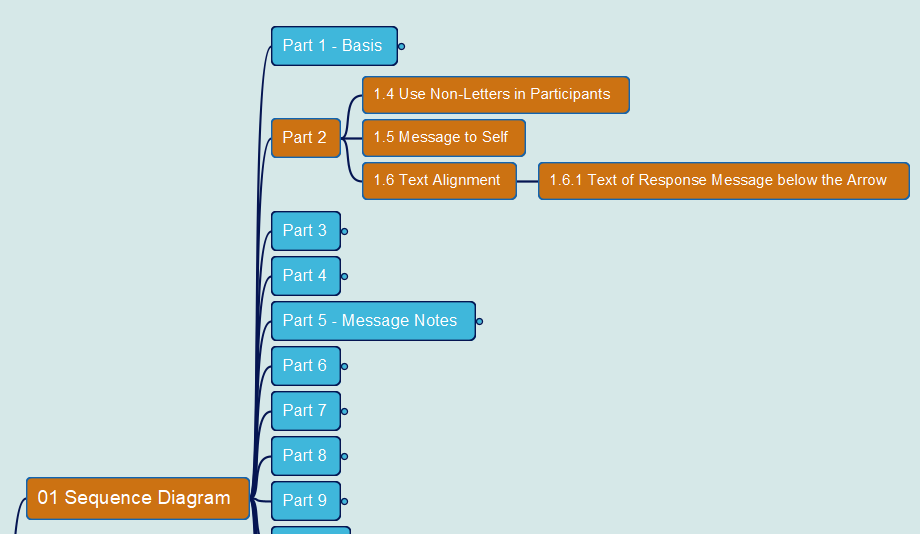 Part 1 - Basis
1.4 Use Non-Letters in Participants
Part 2
1.5 Message to Self
1.6 Text Alignment
1.6.1 Text of Response Message below the Arrow
Part 3
Part 4
Part 5 - Message Notes
Part 6
Part 7
Part 8
01 Sequence Diagram
Part 9